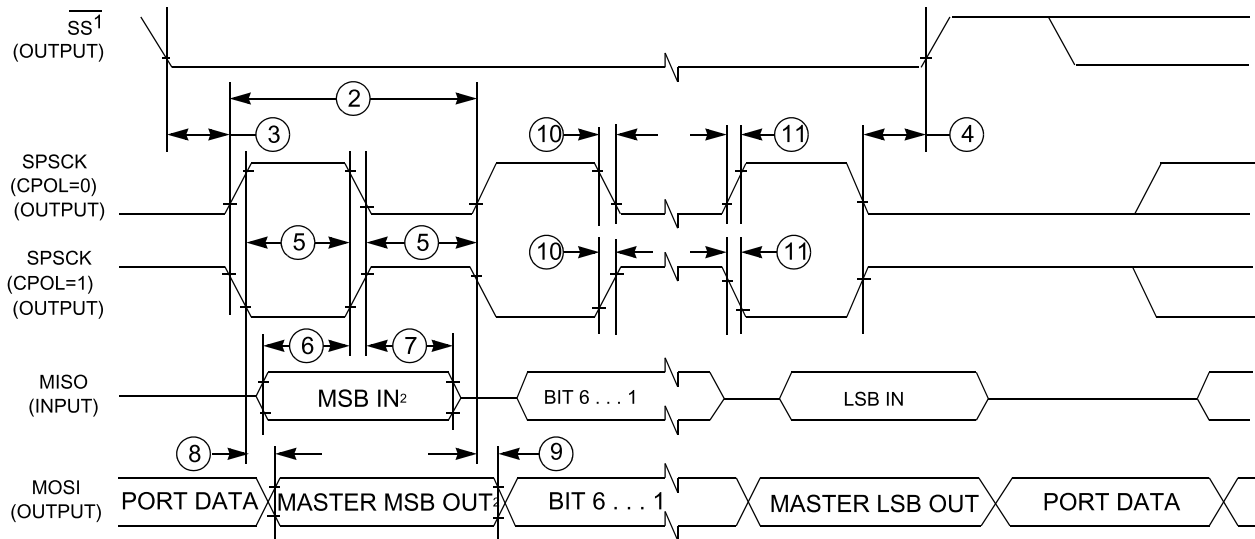 SS1
(OUTPUT)
2
3
10
11
4
SPSCK
(CPOL=0)
(OUTPUT)
5
5
SPSCK
(CPOL=1)
(OUTPUT)
10
11
6
7
MISO
(INPUT)
MSB IN2
BIT 6 . . . 1
LSB IN
8
9
MOSI
(OUTPUT)
PORT DATA
MASTER MSB OUT2
BIT 6 . . . 1
MASTER LSB OUT
PORT DATA